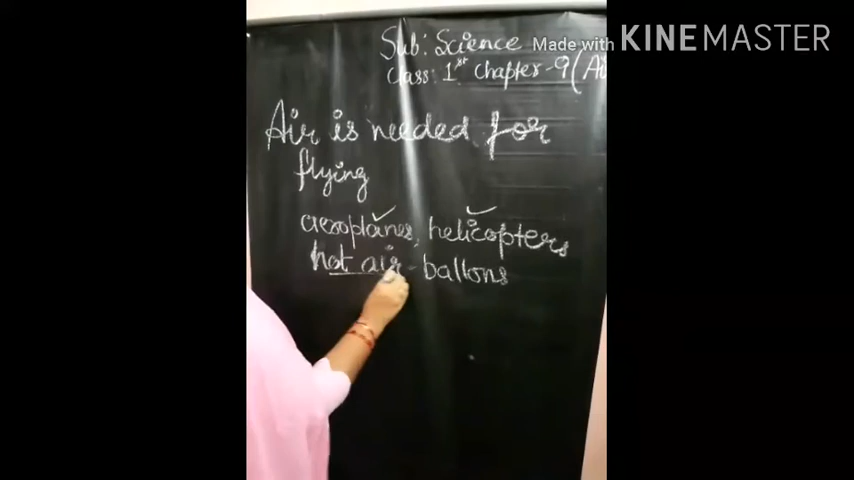 Sub: Science
Made with KINEMASTER
Class: 1st Chapter-9 (Ai
Air is needed for
flying
aeroplanes, helicopters
hot air-ballons